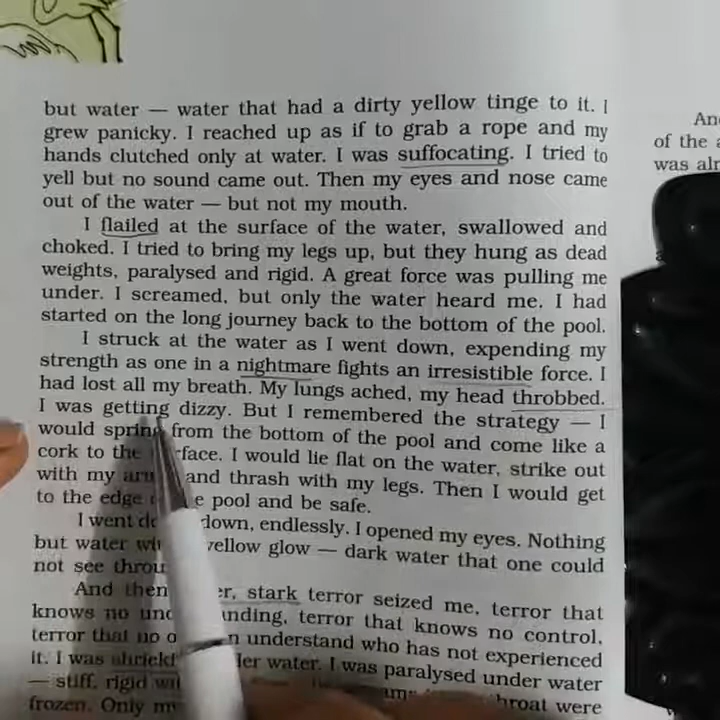 but water — water that had a dirty yellow tinge to it. I
grew panicky. I reached up as if to grab a rope and my
hands clutched only at water. I was suffocating. I tried to
yell but no sound came out. Then my eyes and nose came
out of the water — but not my mouth.
I flailed at the surface of the water, swallowed and
choked. I tried to bring my legs up, but they hung as dead
weights, paralysed and rigid. A great force was pulling me
under. I screamed, but only the water heard me. I had
started on the long journey back to the bottom of the pool.
I struck at the water as I went down, expending my
strength as one in a nightmare fights an irresistible force. I
had lost all my breath. My lungs ached, my head throbbed.
I was getting dizzy. But I remembered the strategy — I
would spring from the bottom of the pool and come like a
cork to the surface. I would lie flat on the water, strike out
with my and thrash with my legs. Then I would get
to the edge pool and be safe.
I went down, endlessly. I opened my eyes. Nothing
but water yellow glow — dark water that one could
not see
And then stark terror seized me, terror that
knows no terror that knows no control,
terror that no understand who has not experienced
it. I was water. I was paralysed under water
— stiff, rigid throat were
frozen. Only
of the
was